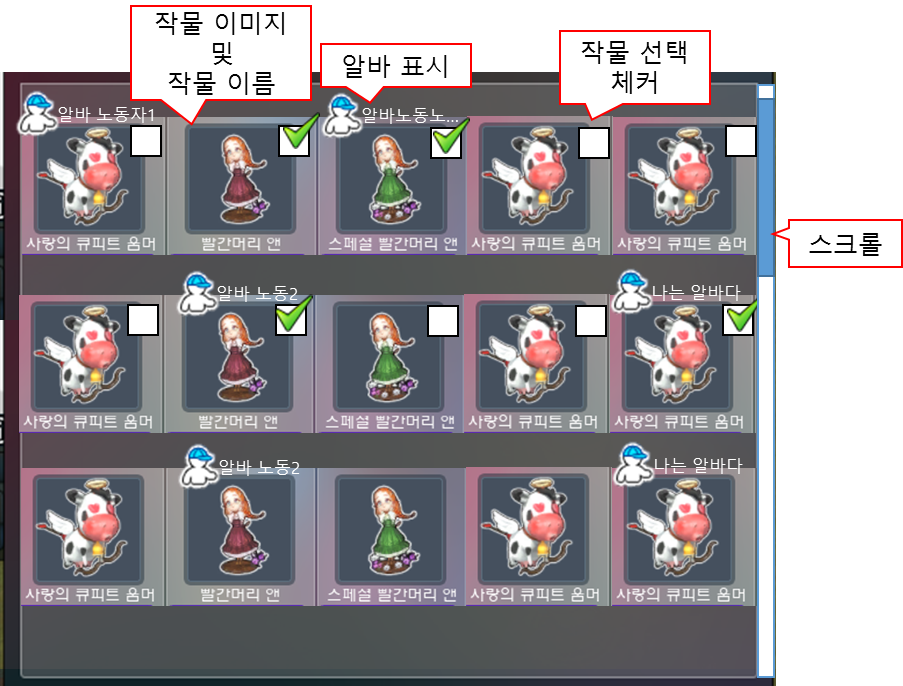 작물 이미지
및
작물 이름
알바 표시
작물 선택
체커
스크롤
알바 노동자1
알바노동노...
사랑의 큐피트 음머
빨간머리 앤
스페셜 빨간머리 앤
사랑의 큐피트 음머
사랑의 큐피트 음머
알바 노동2
나는 알바다
사랑의 큐피트 음머
빨간머리 앤
스페셜 빨간머리 앤
사랑의 큐피트 음머
사랑의 큐피트 음머
알바 노동2
나는 알바다
사랑의 큐피트 음머
빨간머리 앤
스페셜 빨간머리 앤
사랑의 큐피트 음머
사랑의 큐피트 음머